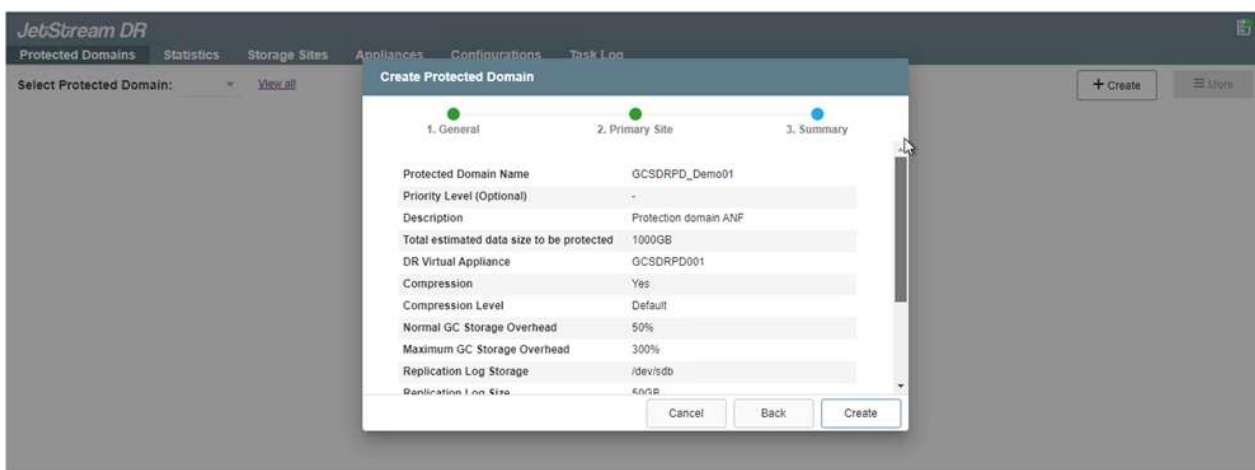 JetStream DR
Protected Domains Statistics Storage Sites Appliances Configurations Task Log
Select Protected Domain: View all + Create More
Create Protected Domain
1. General 2. Primary Site 3. Summary
Protected Domain Name GCSDRPD_Demo01
Priority Level (Optional) -
Description Protection domain ANF
Total estimated data size to be protected 1000GB
DR Virtual Appliance GCSDRPD001
Compression Yes
Compression Level Default
Normal GC Storage Overhead 50%
Maximum GC Storage Overhead 300%
Replication Log Storage /dev/sdb
Replication Log Size 50GB
Cancel Back Create